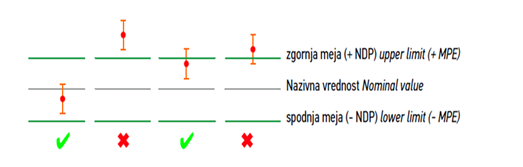 zgornja meja (+ NDP) upper limit (+ MPE)
Nazivna vrednost Nominal value
spodnja meja (- NDP) lower limit (- MPE)